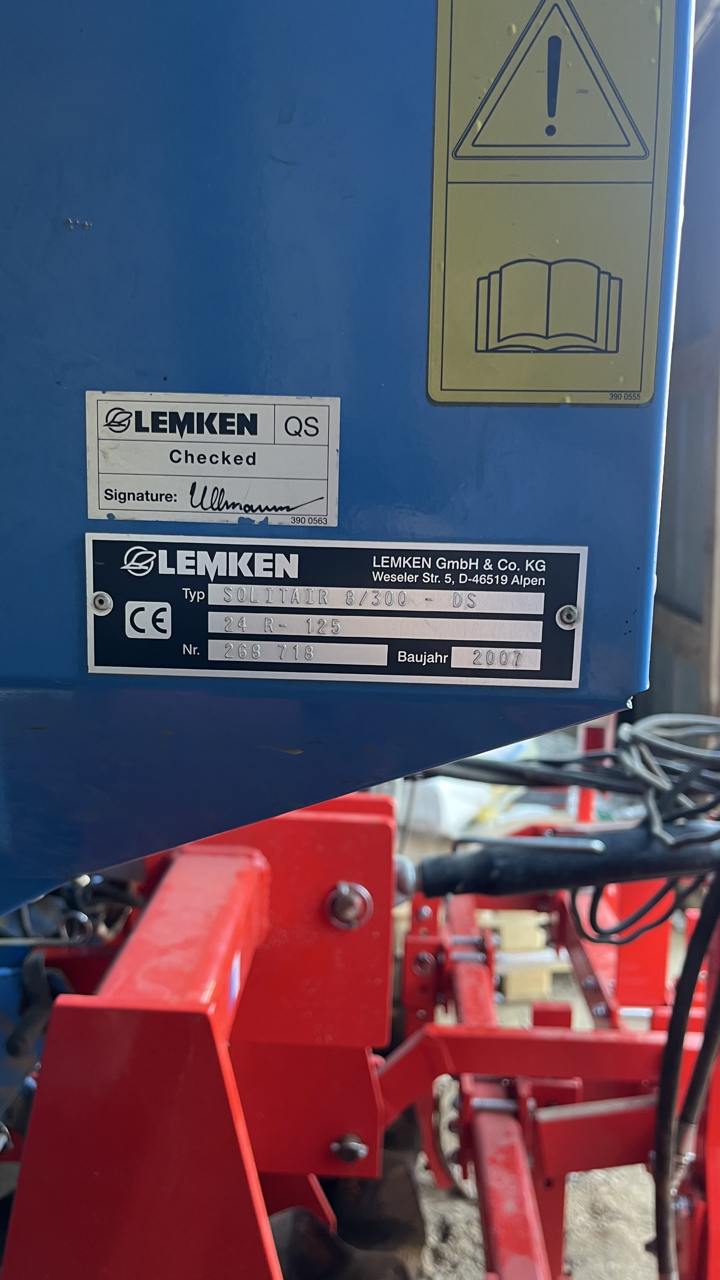 390 0555
LEMKEN QS
Checked
Signature: Ullmann
390 0563
LEMKEN LEMKEN GmbH & Co. KG
Weseler Str. 5, D-46519 Alpen
Typ SOLITAIR 8/300 - DS
CE 24 R- 125
Nr. 268 718 Baujahr 2007